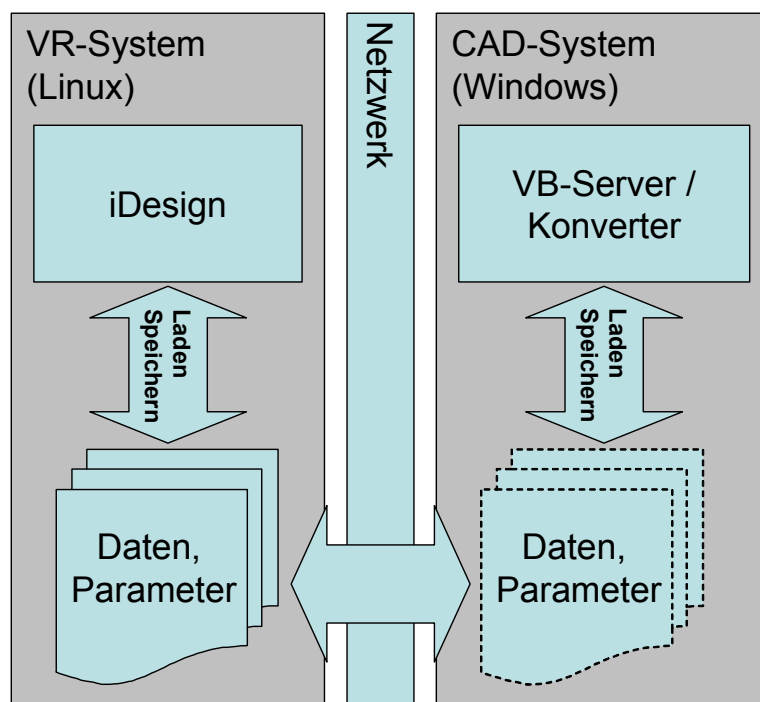 VR-System
(Linux)
iDesign
Laden
Speichern
Daten,
Parameter
Netzwerk
CAD-System
(Windows)
VB-Server /
Konverter
Laden
Speichern
Daten,
Parameter